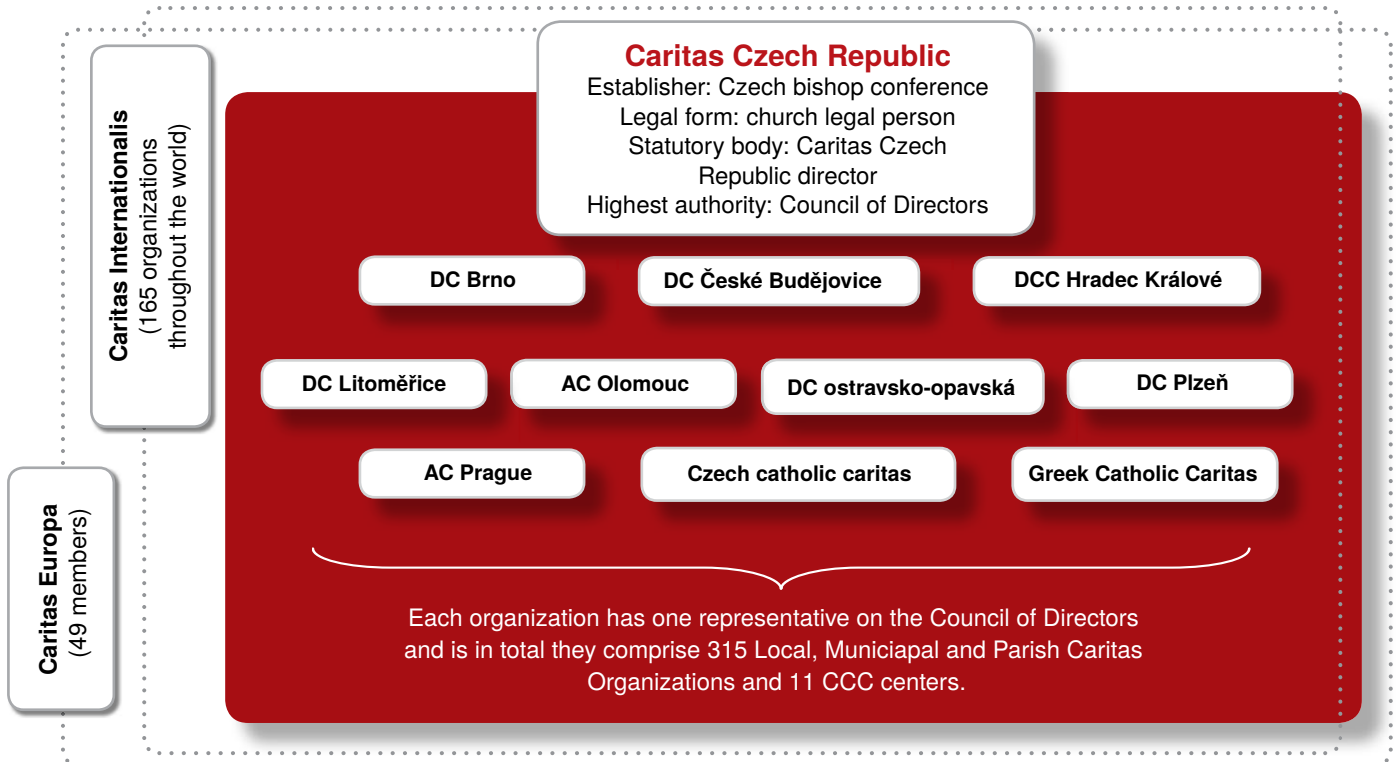 Caritas Czech Republic
Establisher: Czech bishop conference
Legal form: church legal person
Statutory body: Caritas Czech
Republic director
Highest authority: Council of Directors
Caritas Internationalis
(165 organizations
throughout the world)
Caritas Europa
(49 members)
DC Brno
DC České Budějovice
DCC Hradec Králové
DC Litoměřice
AC Olomouc
DC ostravsko-opavská
DC Plzeň
AC Prague
Czech catholic caritas
Greek Catholic Caritas
Each organization has one representative on the Council of Directors
and is in total they comprise 315 Local, Municiapal and Parish Caritas
Organizations and 11 CCC centers.